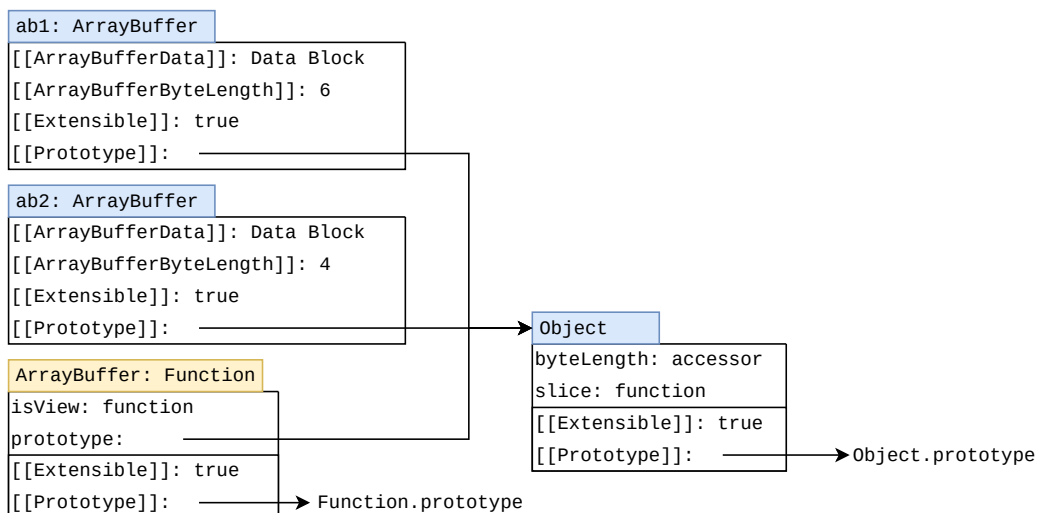 ab1: ArrayBuffer
[[ArrayBufferData]]: Data Block
[[ArrayBufferByteLength]]: 6
[[Extensible]]: true
[[Prototype]]:
ab2: ArrayBuffer
[[ArrayBufferData]]: Data Block
[[ArrayBufferByteLength]]: 4
[[Extensible]]: true
[[Prototype]]:
ArrayBuffer: Function
isView: function
prototype:
[[Extensible]]: true
[[Prototype]]:
Function.prototype
Object
byteLength: accessor
slice: function
[[Extensible]]: true
[[Prototype]]:
Object.prototype